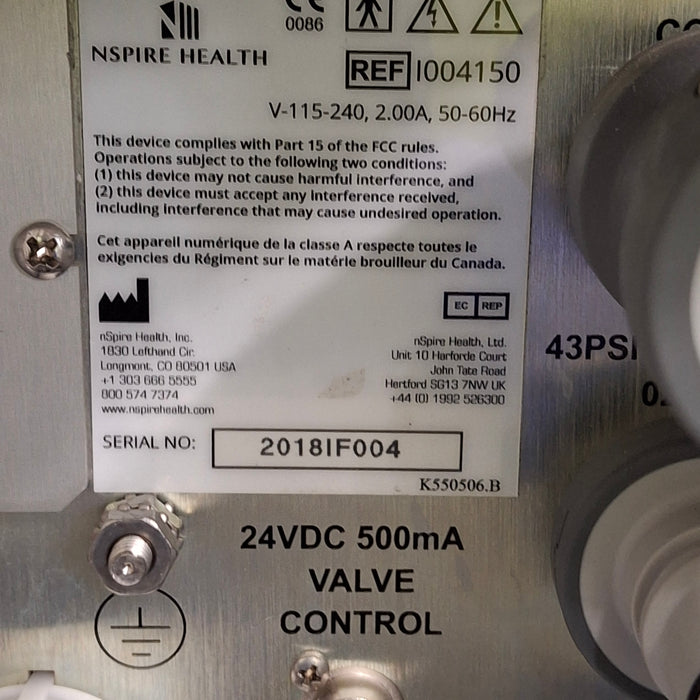 0086
NSPIRE HEALTH
REF I004150
V-115-240, 2.00A, 50-60Hz
This device complies with Part 15 of the FCC rules.
Operations subject to the following two conditions:
(1) this device may not cause harmful interference, and
(2) this device must accept any interference received,
including interference that may cause undesired operation.
Cet appareil numérique de la classe A respecte toutes le
exigencies du Régiment sur le matérie brouilleur du Canada.
EC REP
nSpire Health, Inc.
1830 Lefthand Cir.
Longmont, CO 80501 USA
+1 303 666 5555
800 574 7374
www.nspirehealth.com
nSpire Health, Ltd.
Unit 10 Harforde Court
John Tate Road
Hertford SG13 7NW UK
+44 (0) 1992 526300
SERIAL NO: 2018IF004
K550506.B
43PSI
24VDC 500mA
VALVE
CONTROL